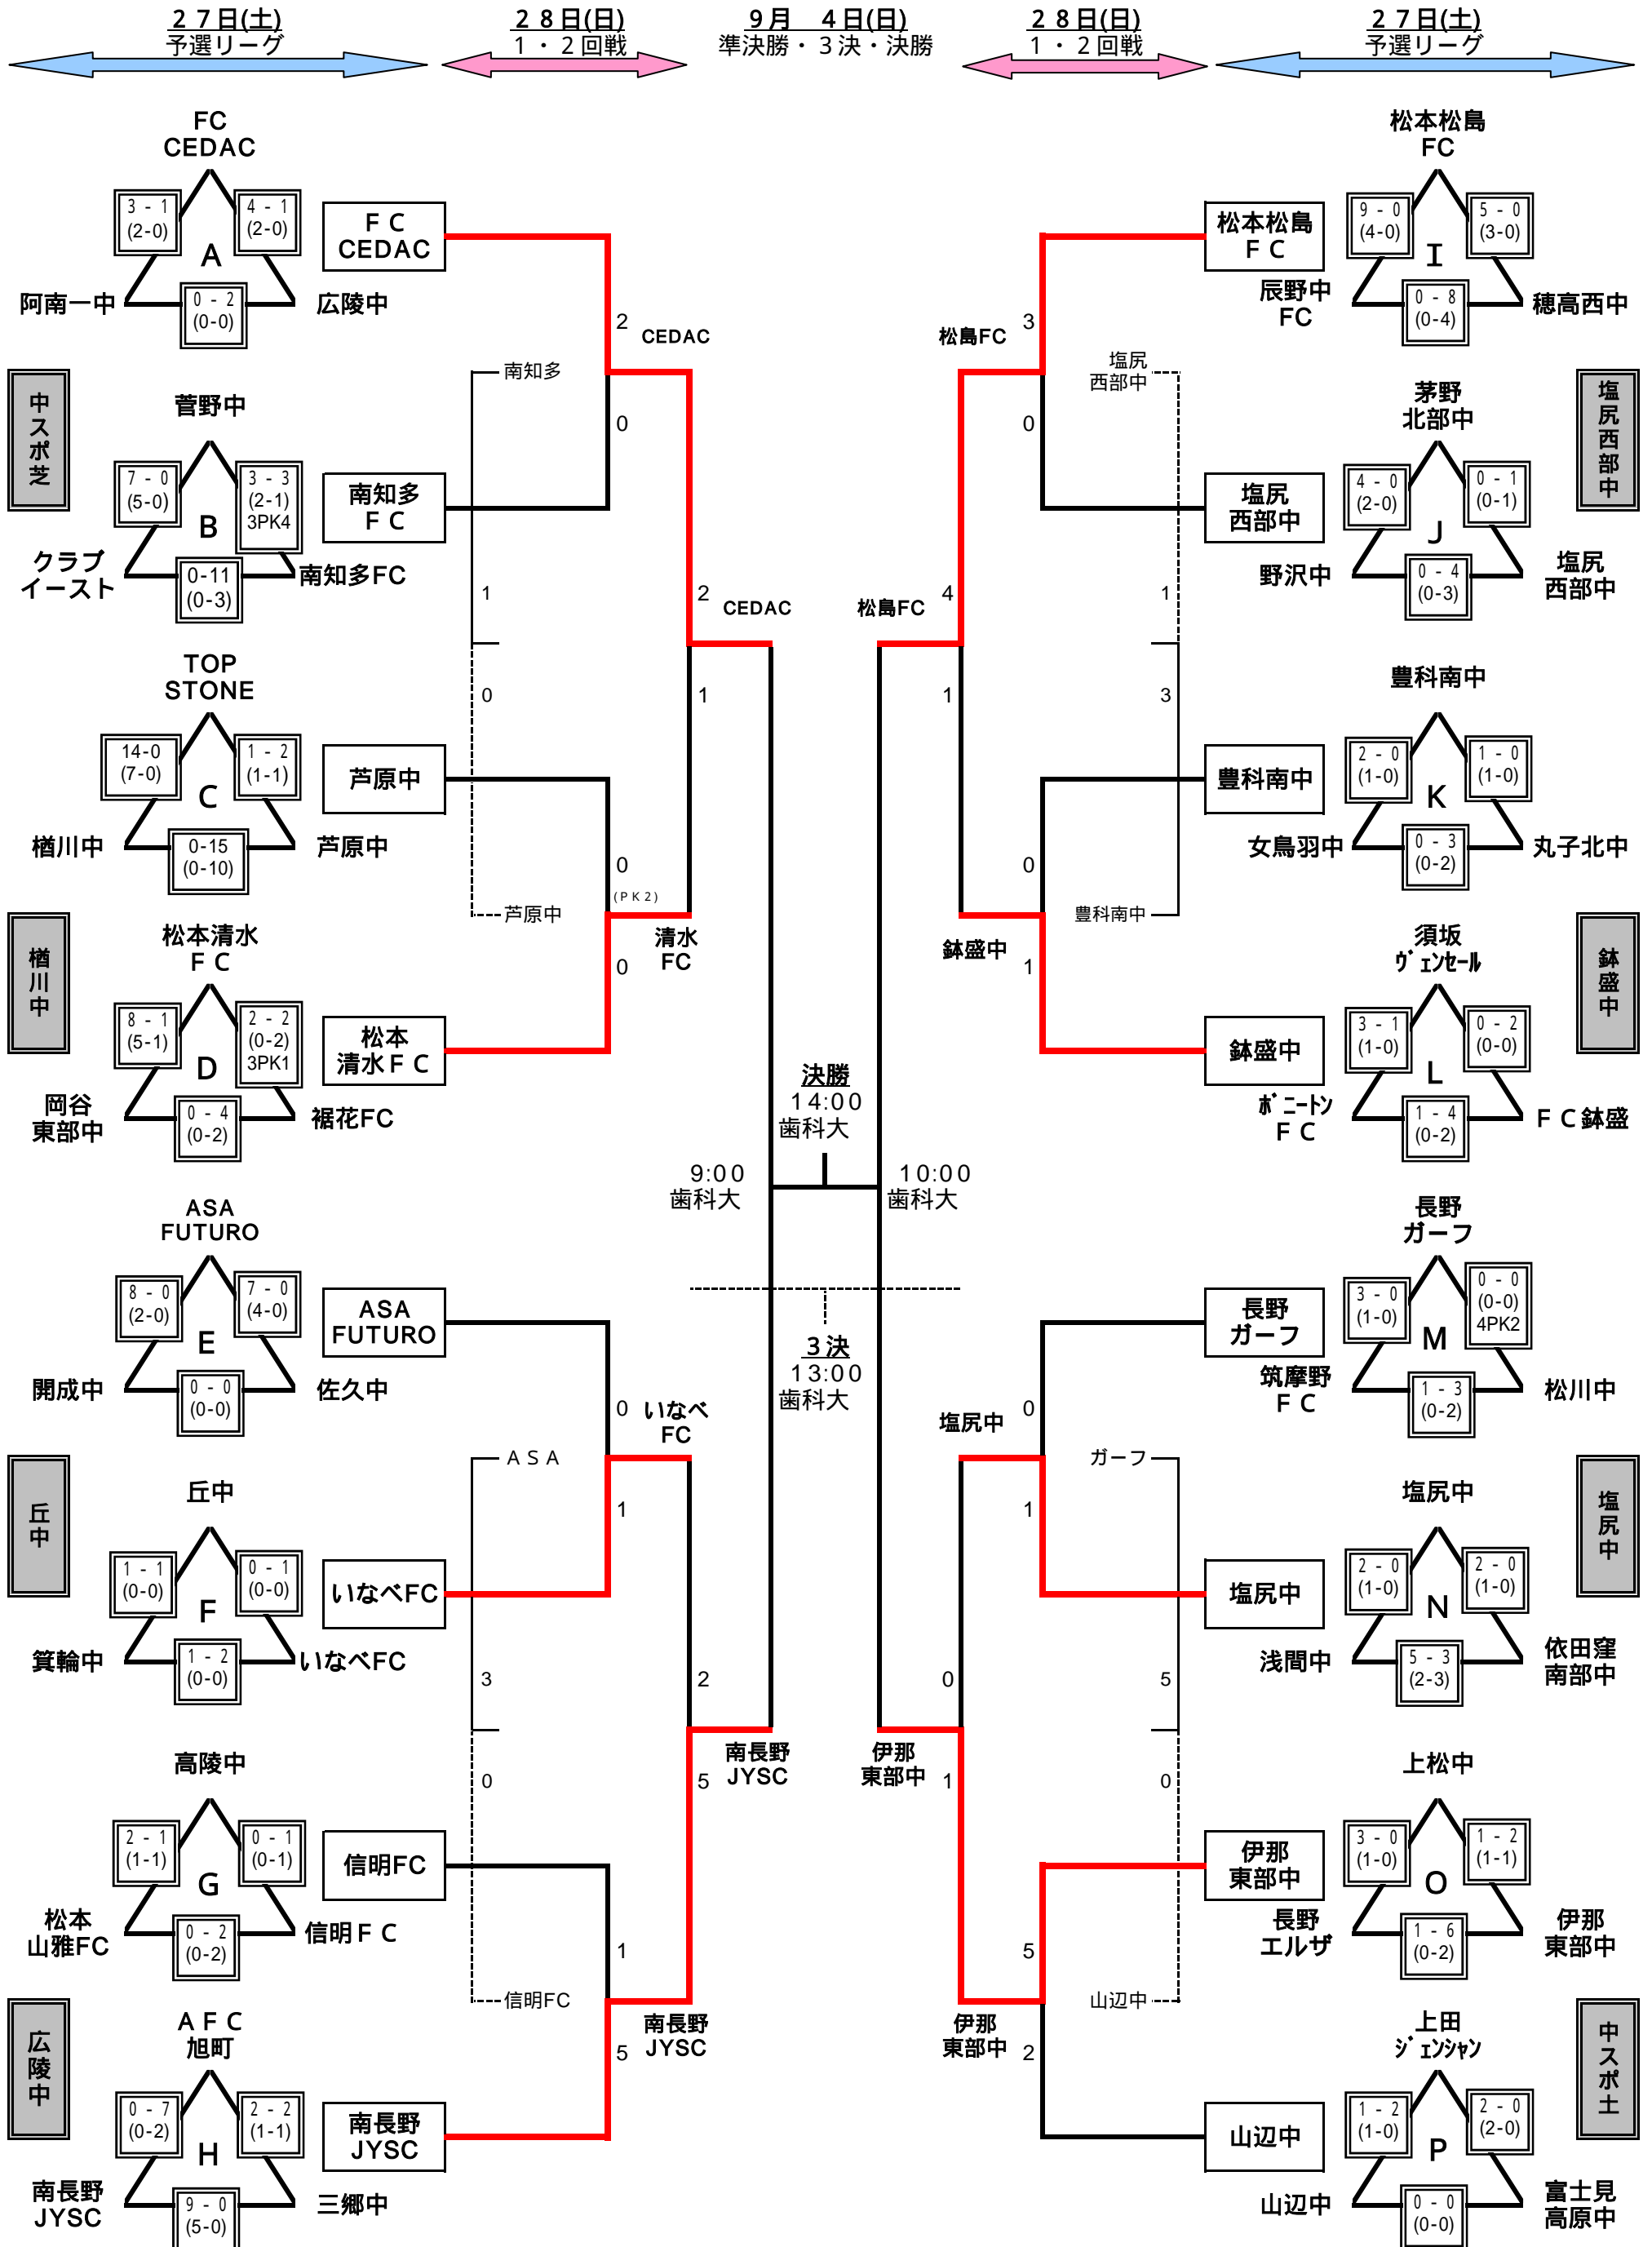 ２７日(土)
予選リーグ
２８日(日)
１・２回戦
９月　４日(日)
準決勝・３決・決勝
２８日(日)
１・２回戦
２７日(土)
予選リーグ
FC
CEDAC
3 - 1
(2-0)
4 - 1
(2-0)
A
阿南一中
0 - 2
(0-0)
広陵中
ＦＣ
CEDAC
中スポ芝
菅野中
7 - 0
(5-0)
3 - 3
(2-1)
3PK4
B
クラブ
イースト
0-11
(0-3)
南知多FC
南知多
ＦＣ
TOP
STONE
14-0
(7-0)
1 - 2
(1-1)
C
楢川中
0-15
(0-10)
芦原中
芦原中
楢川中
松本清水
ＦＣ
8 - 1
(5-1)
2 - 2
(0-2)
3PK1
D
岡谷
東部中
0 - 4
(0-2)
裾花FC
松本
清水ＦＣ
ASA
FUTURO
8 - 0
(2-0)
7 - 0
(4-0)
E
開成中
0 - 0
(0-0)
佐久中
ASA
FUTURO
丘中
丘中
1 - 1
(0-0)
0 - 1
(0-0)
F
箕輪中
1 - 2
(0-0)
いなべFC
いなべFC
高陵中
2 - 1
(1-1)
0 - 1
(0-1)
G
松本
山雅FC
0 - 2
(0-2)
信明ＦＣ
信明FC
広陵中
ＡＦＣ
旭町
0 - 7
(0-2)
2 - 2
(1-1)
H
南長野
JYSC
9 - 0
(5-0)
三郷中
南長野
JYSC
2
CEDAC
南知多
0
1
2
CEDAC
0
1
0
(PK2)
芦原中
清水
FC
0
0
いなべ
FC
ＡＳＡ
1
3
2
南長野
JYSC
0
5
1
信明FC
南長野
JYSC
5
決勝
14:00
歯科大
9:00
歯科大
10:00
歯科大
３決
13:00
歯科大
松島FC
3
塩尻
西部中
0
松島FC
4
1
1
3
0
豊科南中
鉢盛中
1
塩尻中
0
ガーフ
1
0
5
伊那
東部中
1
0
5
山辺中
伊那
東部中
2
松本松島
ＦＣ
松本松島
FC
9 - 0
(4-0)
5 - 0
(3-0)
I
辰野中
FC
0 - 8
(0-4)
穂高西中
塩尻西部中
茅野
北部中
4 - 0
(2-0)
0 - 1
(0-1)
J
塩尻
西部中
野沢中
0 - 4
(0-3)
塩尻
西部中
豊科南中
2 - 0
(1-0)
1 - 0
(1-0)
K
豊科南中
女鳥羽中
0 - 3
(0-2)
丸子北中
鉢盛中
須坂
ｳﾞｪﾝｾｰﾙ
3 - 1
(1-0)
0 - 2
(0-0)
L
鉢盛中
ﾎﾞﾆｰﾄﾝ
ＦＣ
1 - 4
(0-2)
ＦＣ鉢盛
長野
ガーフ
3 - 0
(1-0)
0 - 0
(0-0)
4PK2
M
長野
ガーフ
筑摩野
ＦＣ
1 - 3
(0-2)
松川中
塩尻中
塩尻中
2 - 0
(1-0)
2 - 0
(1-0)
N
塩尻中
浅間中
5 - 3
(2-3)
依田窪
南部中
上松中
3 - 0
(1-0)
1 - 2
(1-1)
O
伊那
東部中
長野
エルザ
1 - 6
(0-2)
伊那
東部中
中スポ土
上田
ｼﾞｪﾝｼｬﾝ
1 - 2
(1-0)
2 - 0
(2-0)
P
山辺中
山辺中
0 - 0
(0-0)
富士見
高原中